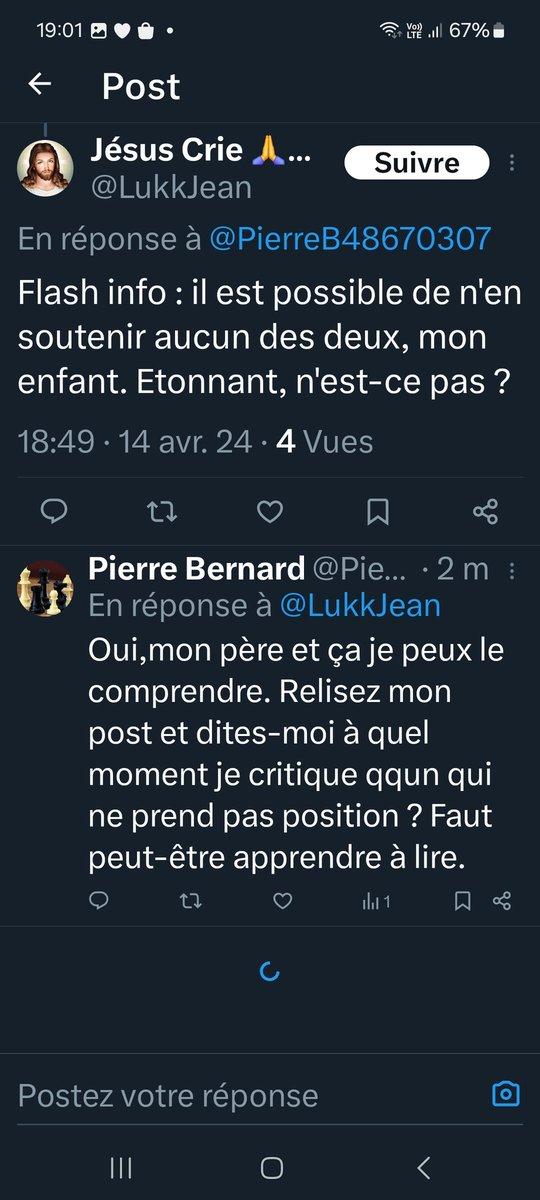 19:01
Vo))
LTE
67%
Post
Jésus Crie 🙏...
Suivre
@LukkJean
En réponse à @PierreB48670307
Flash info : il est possible de n'en
soutenir aucun des deux, mon
enfant. Etonnant, n'est-ce pas ?
18:49 · 14 avr. 24 · 4 Vues
Pierre Bernard @Pie... · 2 m
En réponse à @LukkJean
Oui,mon père et ça je peux le
comprendre. Relisez mon
post et dites-moi à quel
moment je critique qqun qui
ne prend pas position ? Faut
peut-être apprendre à lire.
1
Postez votre réponse